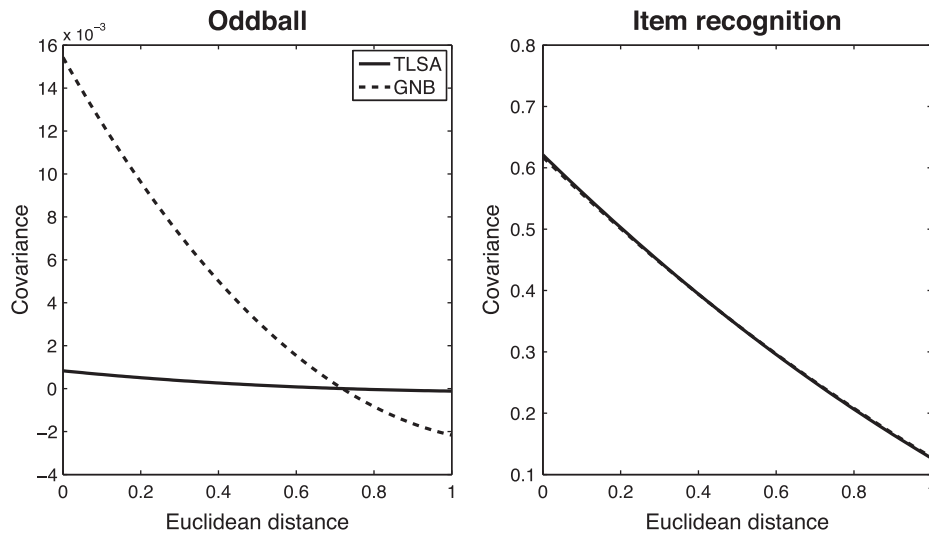 Oddball
x 10⁻³
16
14
12
10
8
6
4
2
0
−2
−4
Covariance
TLSA
GNB
0 0.2 0.4 0.6 0.8 1
Euclidean distance
Item recognition
0.8
0.7
0.6
0.5
0.4
0.3
0.2
0.1
Covariance
0 0.2 0.4 0.6 0.8
Euclidean distance